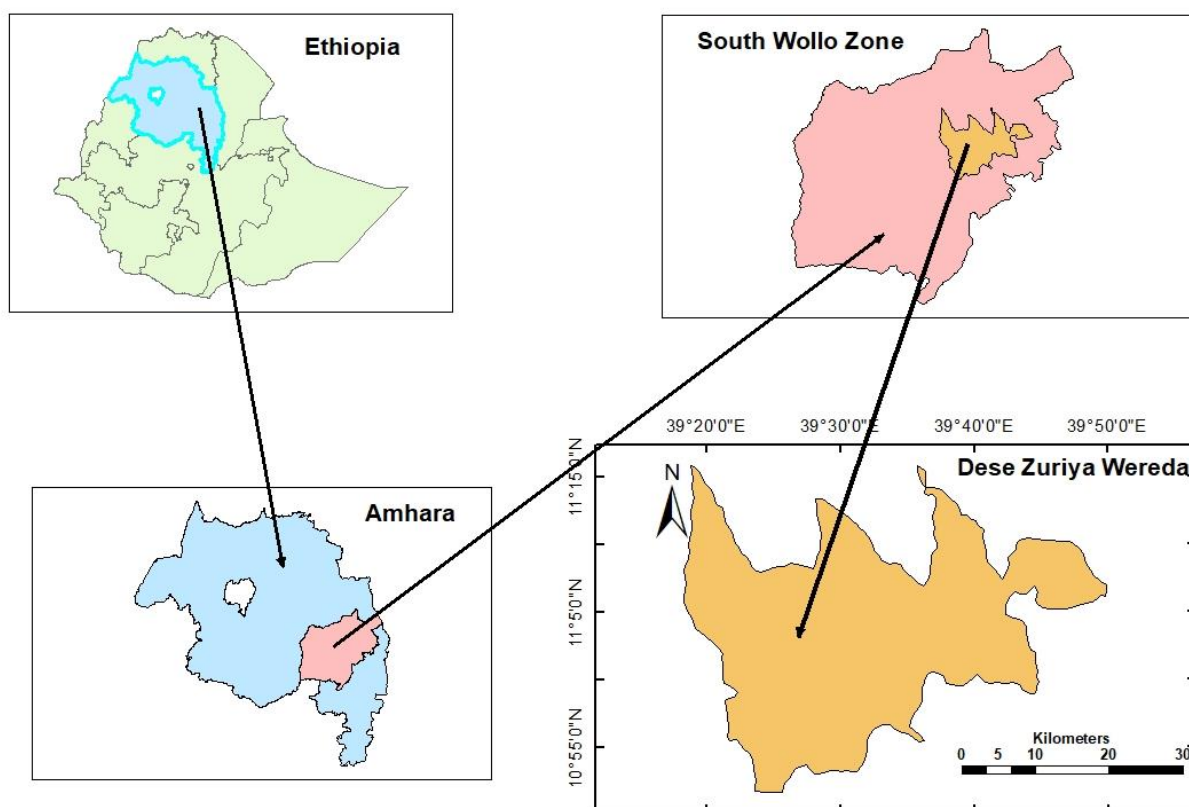 Ethiopia
South Wollo Zone
39°20'0"E 39°30'0"E 39°40'0"E 39°50'0"E
Dese Zuriya Wereda
N
11°15'0"N
11°5'0"N
10°55'0"N
Amhara
Kilometers
0 5 10 20 30